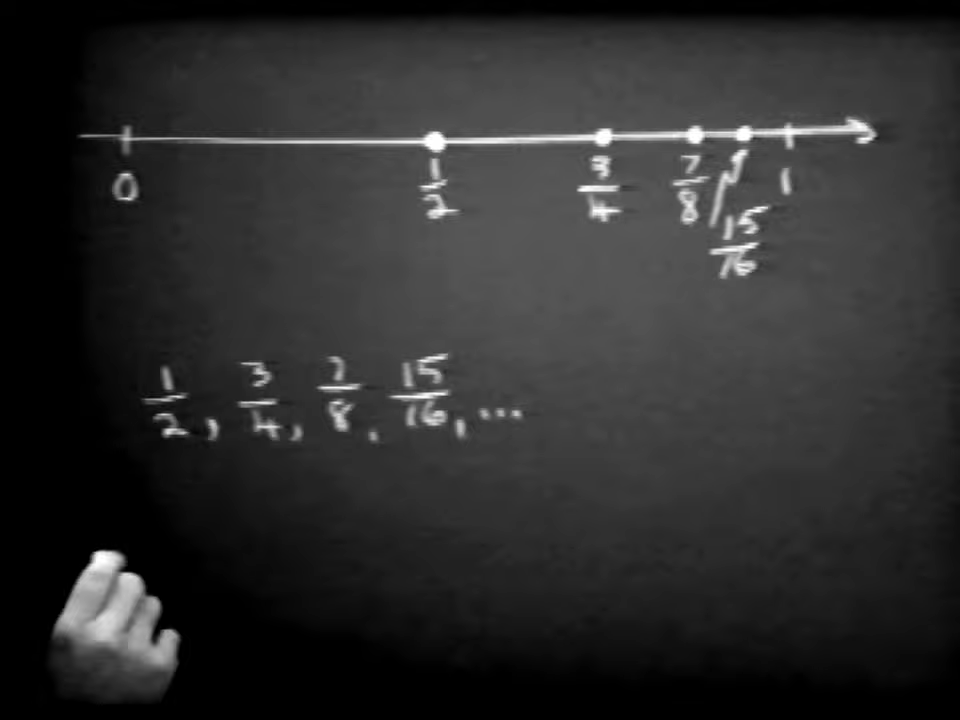 0 1/2 3/4 7/8 15/16 1
1/2, 3/4, 7/8, 15/16, ...